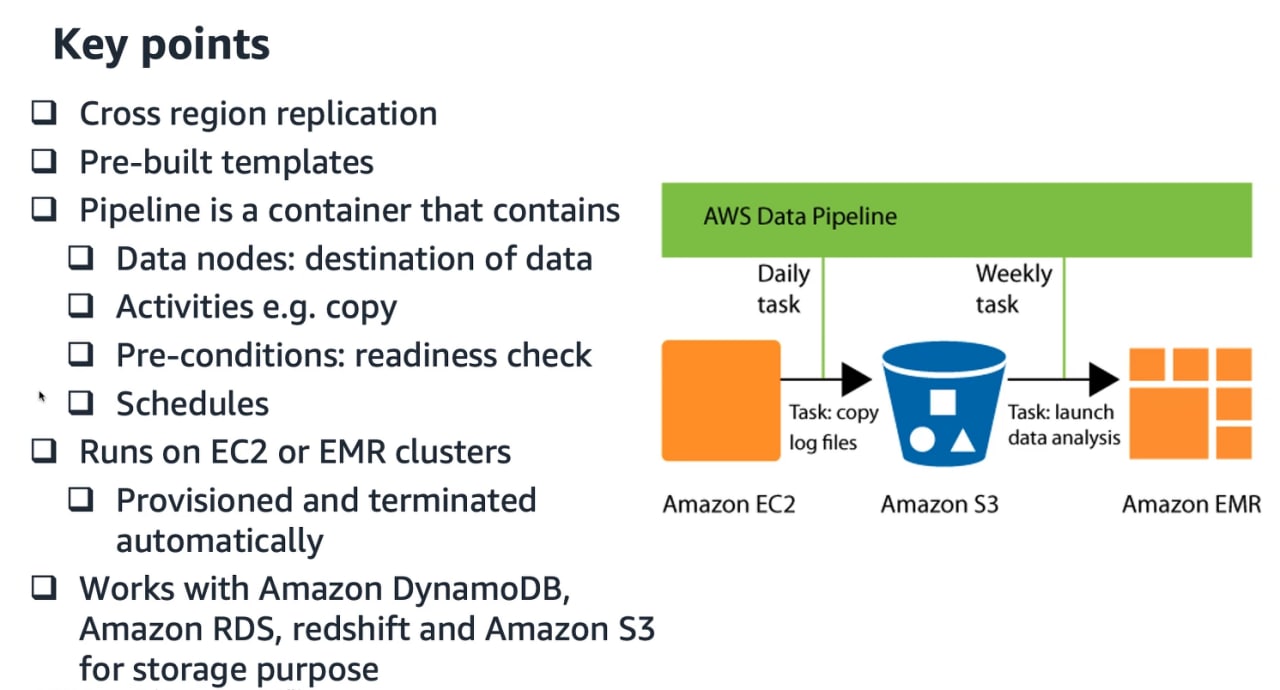 Key points
Cross region replication
Pre-built templates
Pipeline is a container that contains
Data nodes: destination of data
Activities e.g. copy
Pre-conditions: readiness check
Schedules
Runs on EC2 or EMR clusters
Provisioned and terminated
automatically
Works with Amazon DynamoDB,
Amazon RDS, redshift and Amazon S3
for storage purpose
AWS Data Pipeline
Daily
task
Weekly
task
Task: copy
log files
Task: launch
data analysis
Amazon EC2
Amazon S3
Amazon EMR